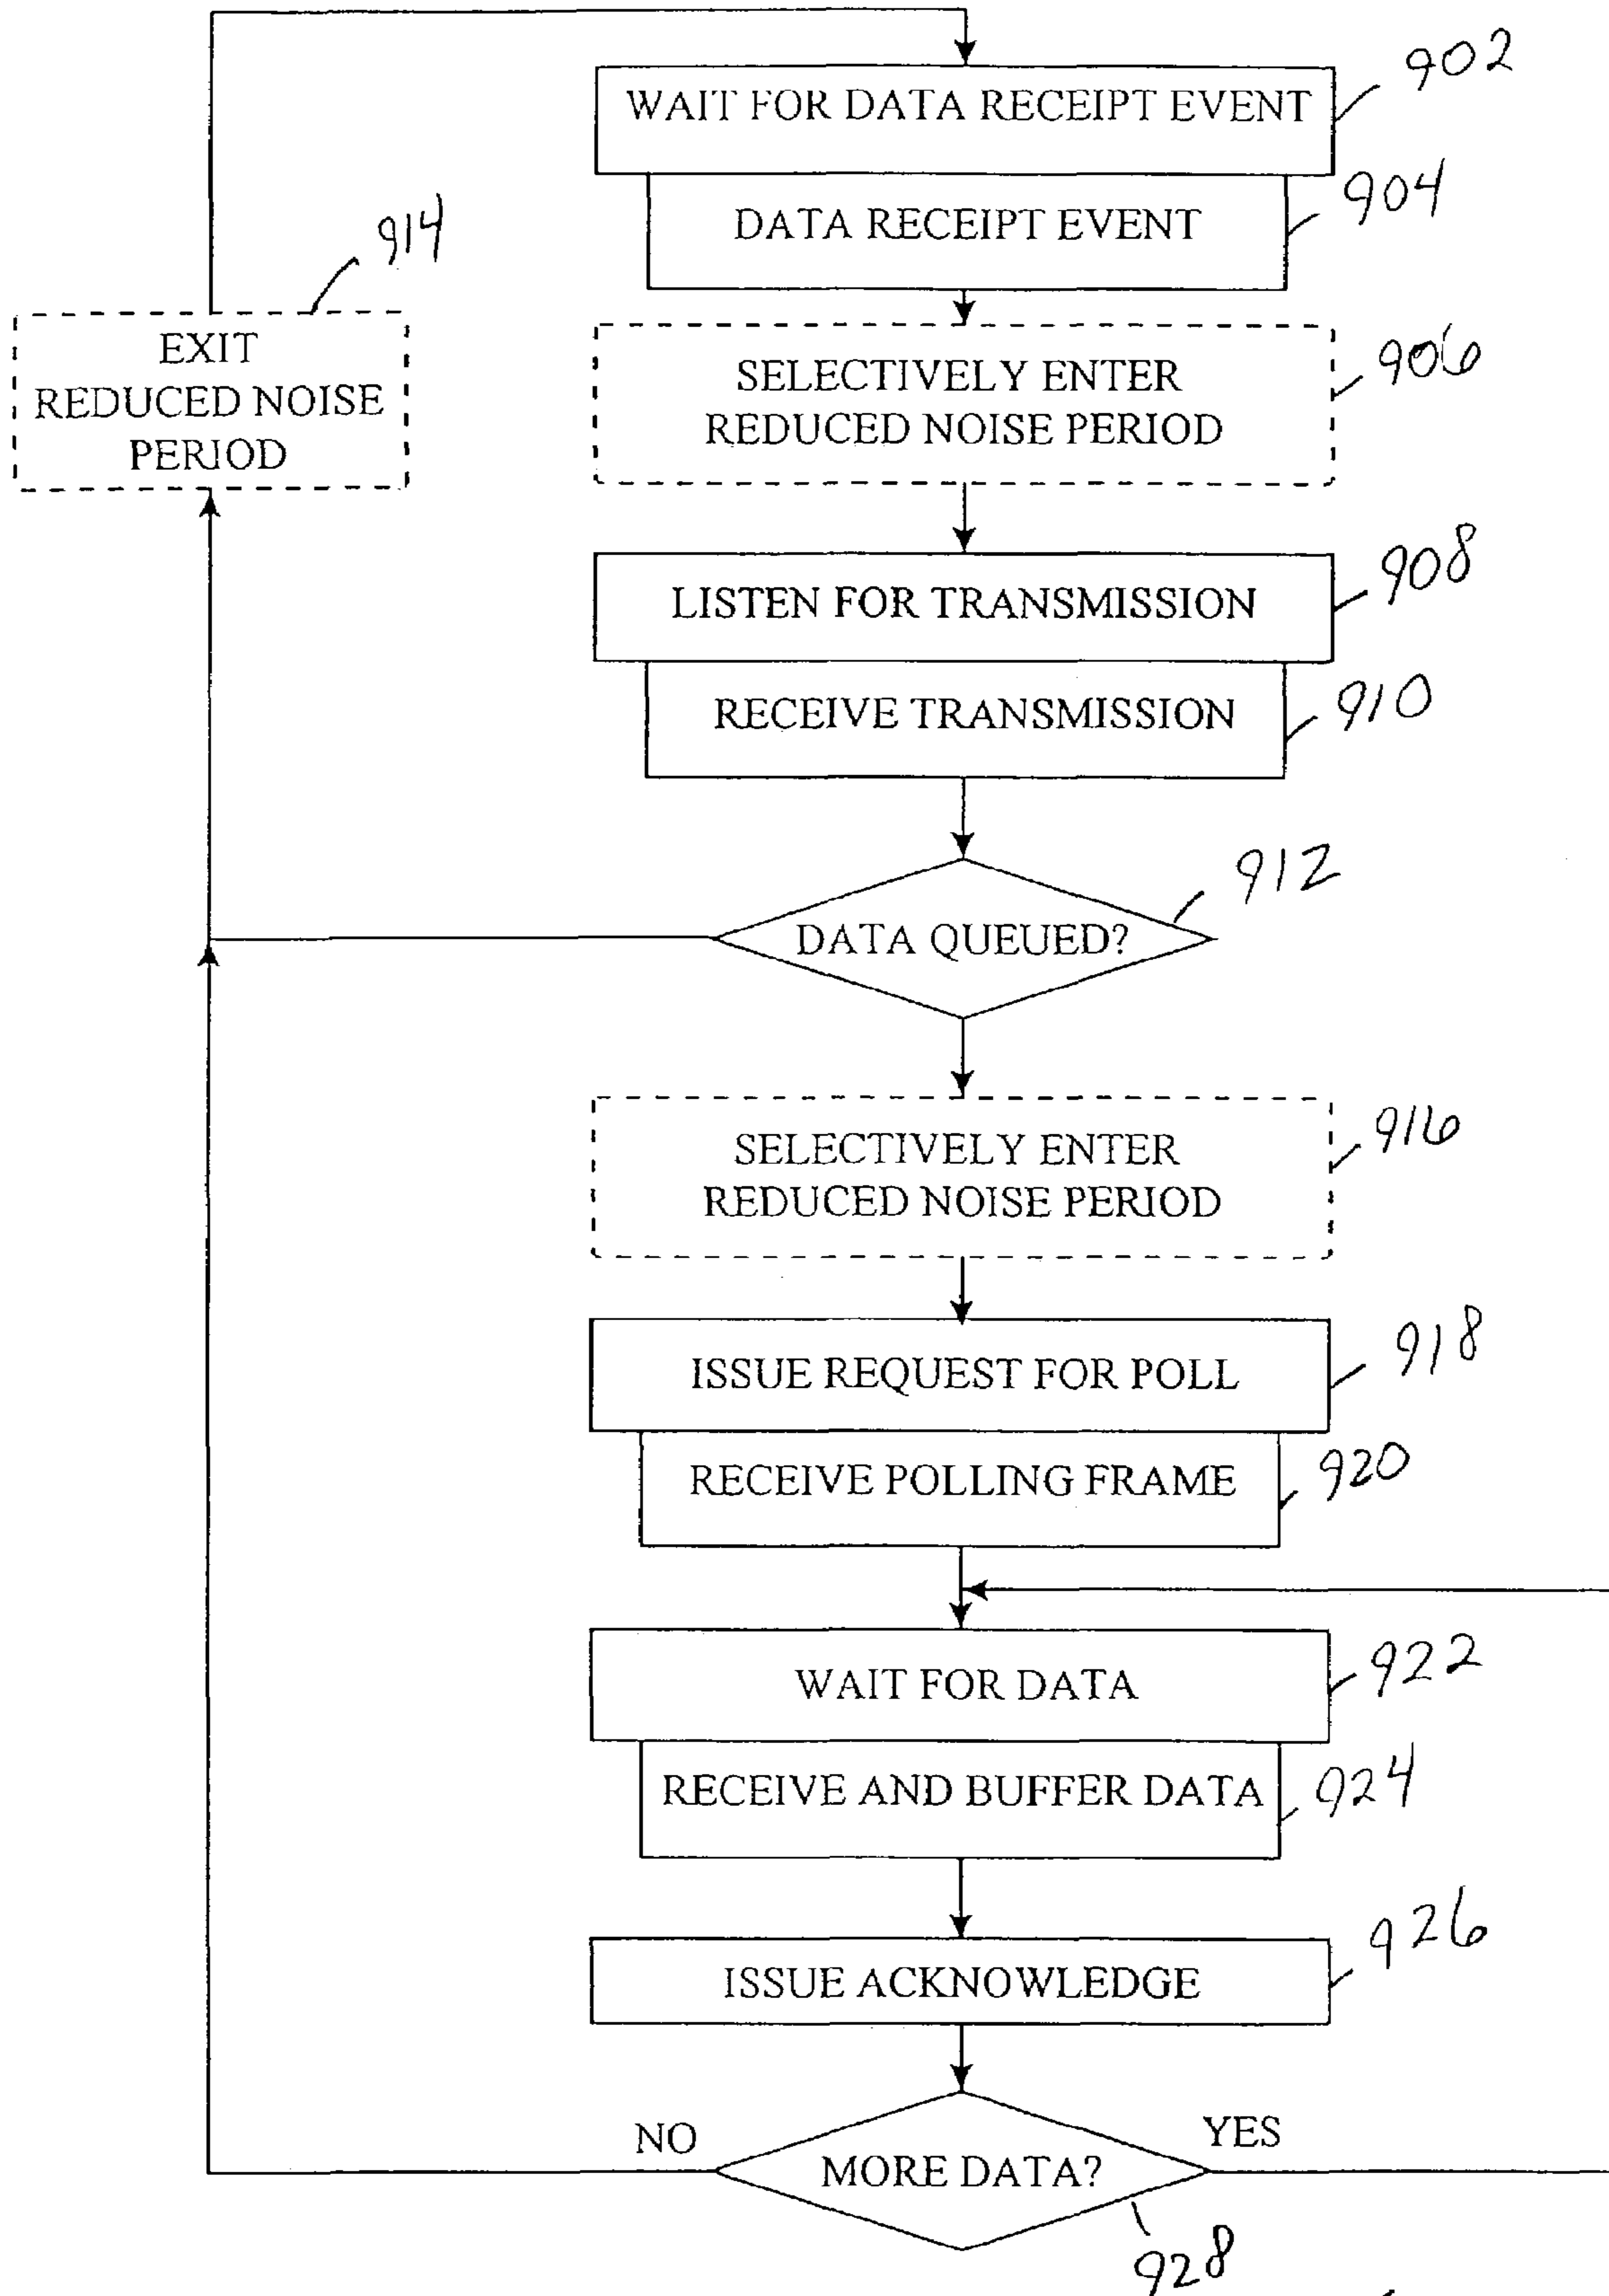 902
WAIT FOR DATA RECEIPT EVENT
904
DATA RECEIPT EVENT
914
EXIT
REDUCED NOISE
PERIOD
906
SELECTIVELY ENTER
REDUCED NOISE PERIOD
908
LISTEN FOR TRANSMISSION
910
RECEIVE TRANSMISSION
912
DATA QUEUED?
916
SELECTIVELY ENTER
REDUCED NOISE PERIOD
918
ISSUE REQUEST FOR POLL
920
RECEIVE POLLING FRAME
922
WAIT FOR DATA
924
RECEIVE AND BUFFER DATA
926
ISSUE ACKNOWLEDGE
NO
YES
MORE DATA?
928